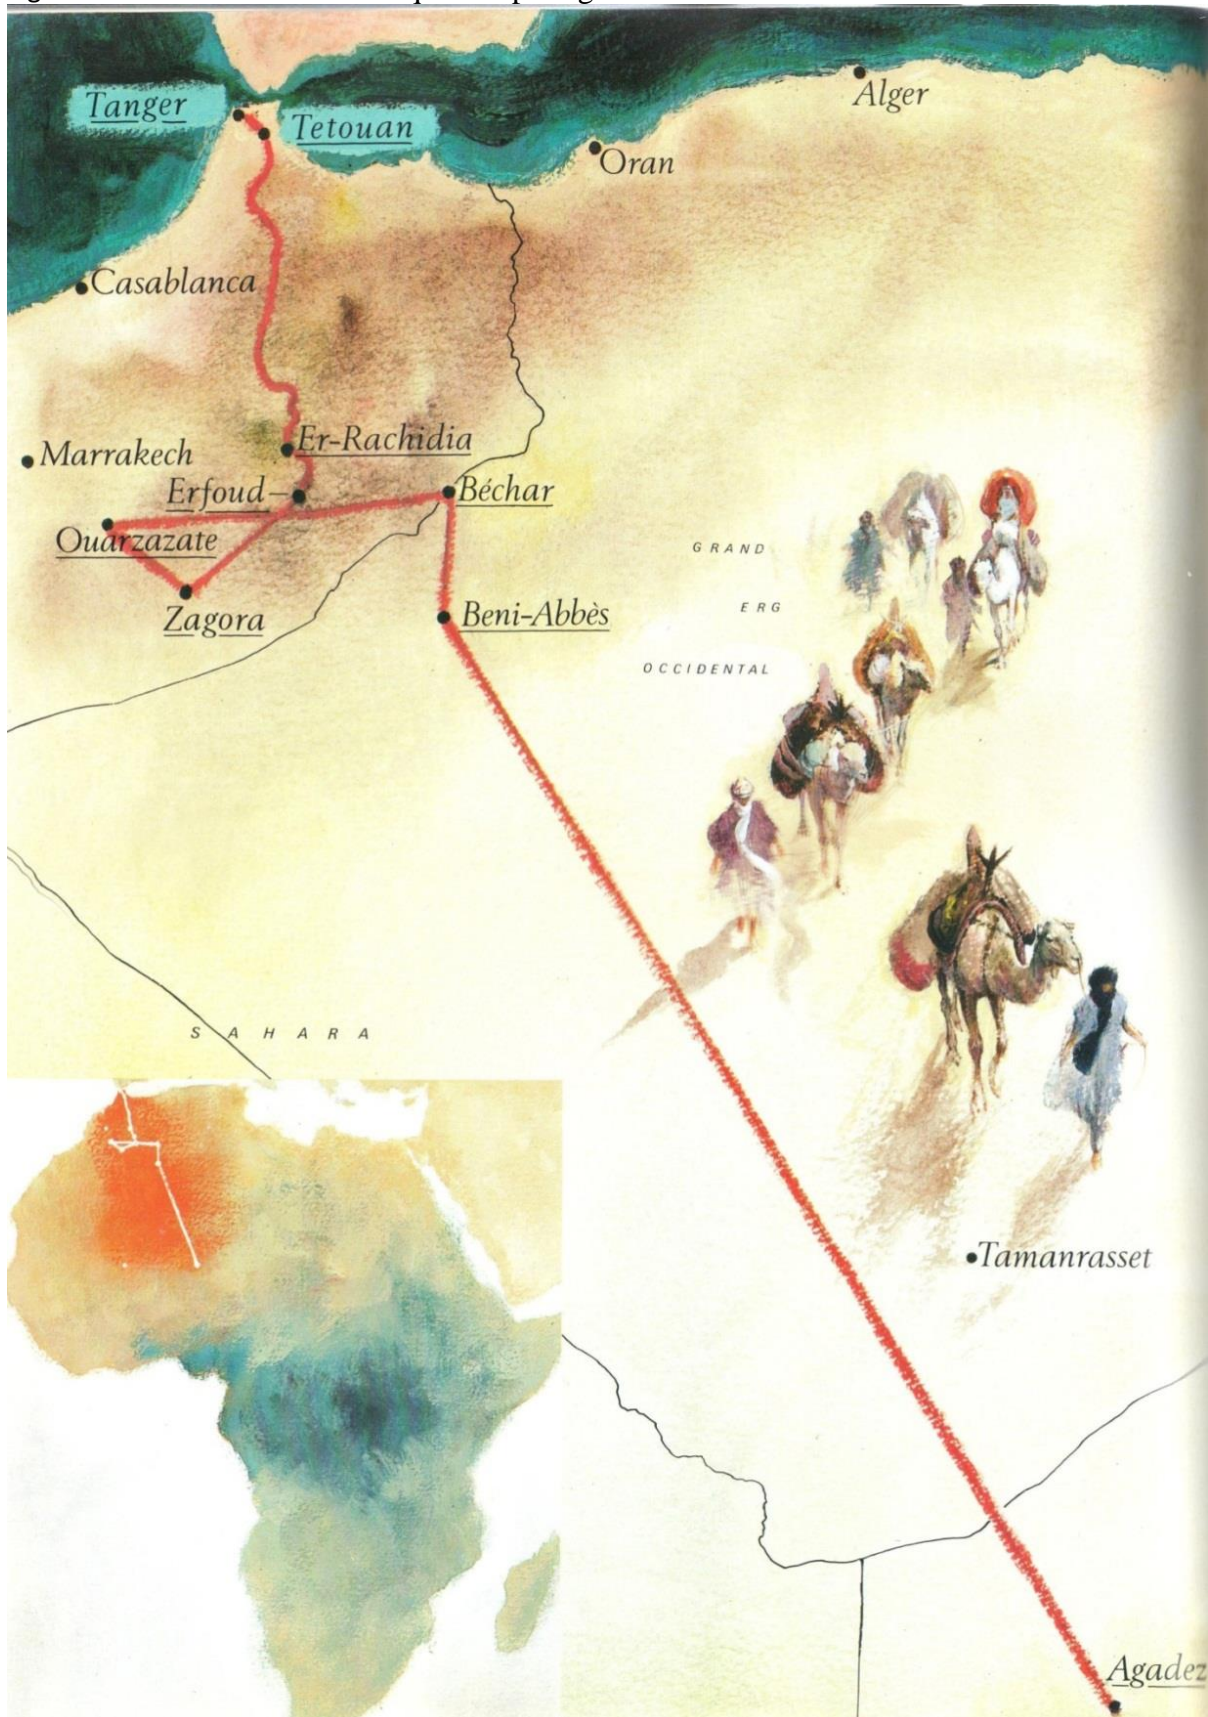 Tanger
Alger
Tetouan
Oran
Casablanca
Er-Rachidia
Marrakech
Erfoud
Béchar
Ouarzazate
GRAND
ERG
Zagora
Beni-Abbès
OCCIDENTAL
SAHARA
Tamanrasset
Agadez